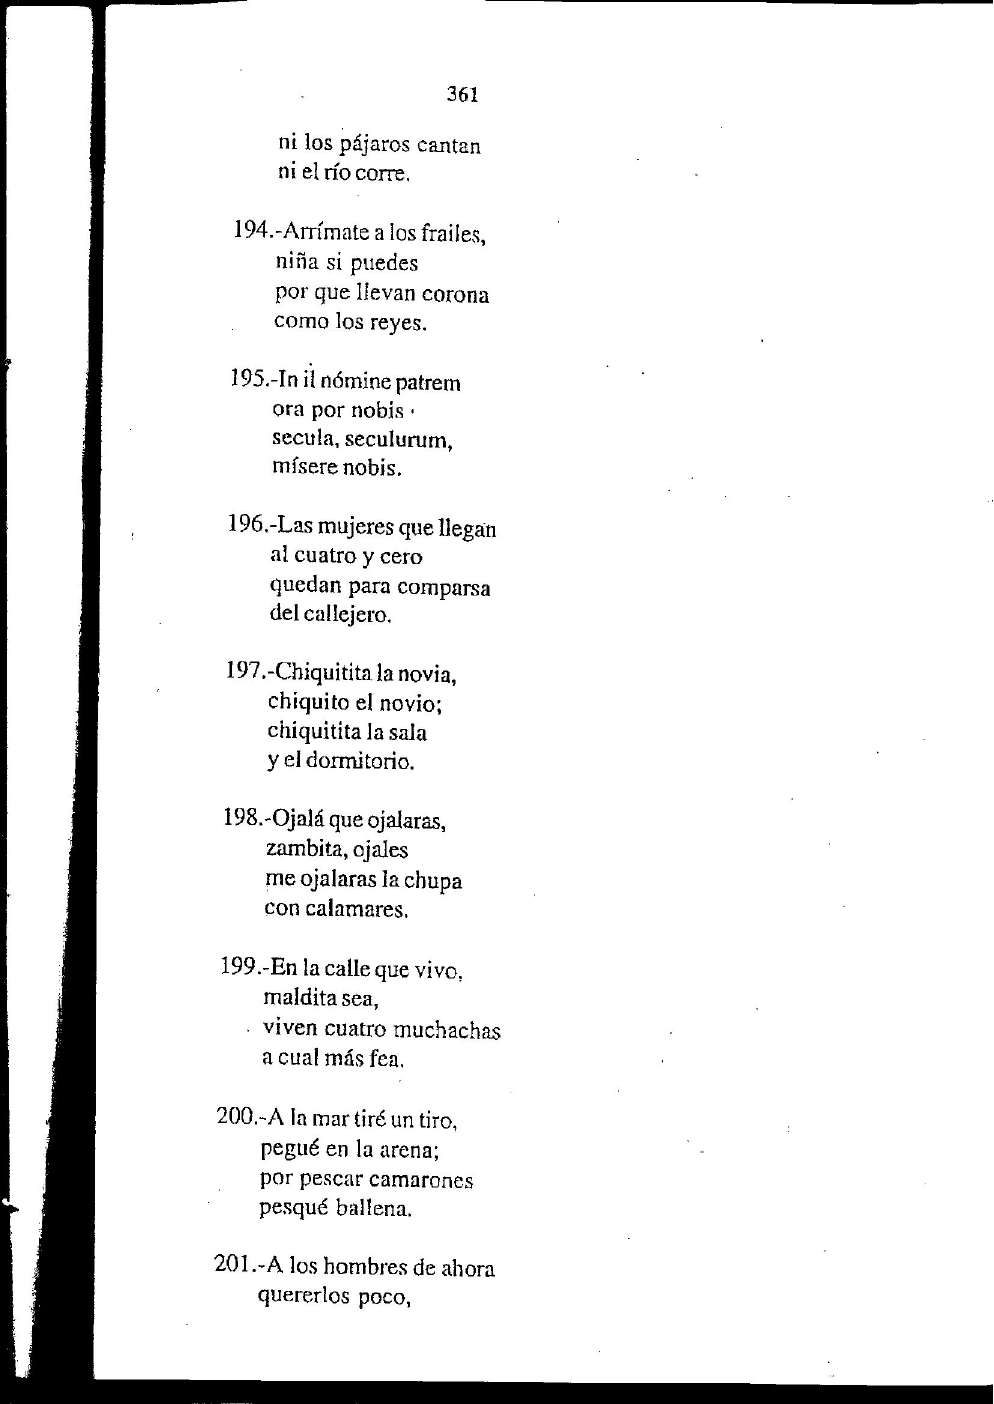 361
ni los pájaros cantan
ni el río corre.
194.-Arrímate a los frailes,
niña si puedes
por que llevan corona
como los reyes.
195.-In il nómine patrem
ora por nobis
secula, seculurum,
mísere nobis.
196.-Las mujeres que llegan
al cuatro y cero
quedan para comparsa
del callejero.
197.-Chiquitita la novia,
chiquito el novio;
chiquitita la sala
y el dormitorio.
198.-Ojalá que ojalaras,
zambita, ojales
me ojalaras la chupa
con calamares.
199.-En la calle que vivo,
maldita sea,
viven cuatro muchachas
a cual más fea.
200.-A la mar tiré un tiro,
pegué en la arena;
por pescar camarones
pesqué ballena.
201.-A los hombres de ahora
quererlos poco,